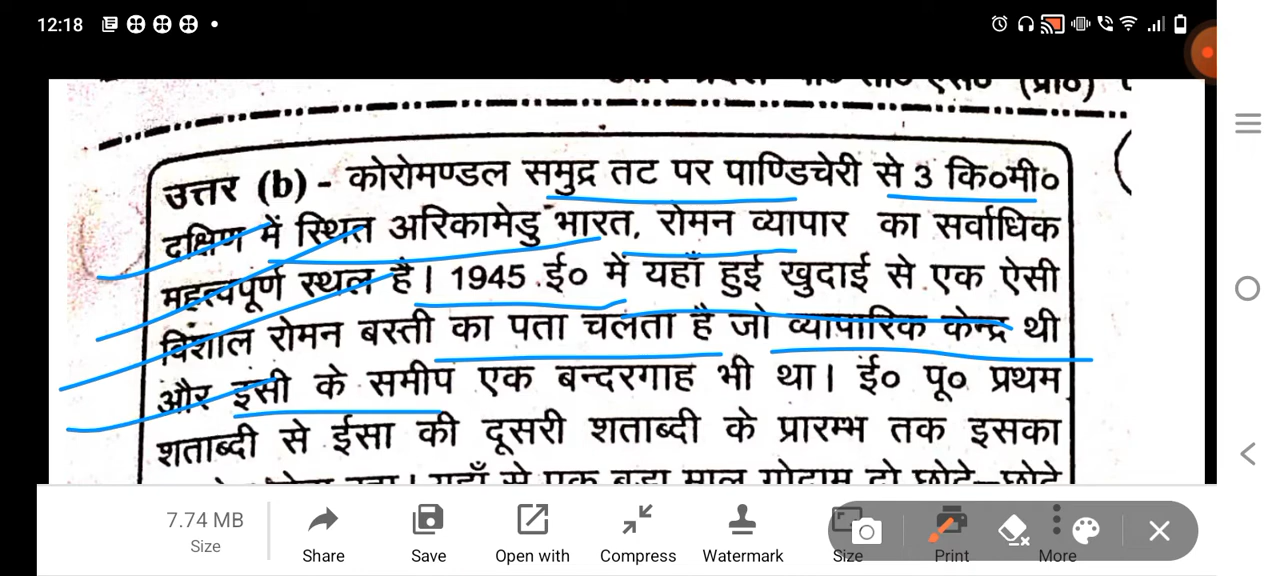 12:18
उत्तर (b) - कोरोमण्डल समुद्र तट पर पाण्डिचेरी से 3 कि०मी०
दक्षिण में स्थित अरिकामेडु भारत, रोमन व्यापार का सर्वाधिक
महत्वपूर्ण स्थल है। 1945 ई० में यहाँ हुई खुदाई से एक ऐसी
विशाल रोमन बस्ती का पता चलता है जो व्यापारिक केन्द्र थी
और इसी के समीप एक बन्दरगाह भी था। ई० पू० प्रथम
शताब्दी से ईसा की दूसरी शताब्दी के प्रारम्भ तक इसका
7.74 MB
Size
Share
Save
Open with
Compress
Watermark
Size
Print
More